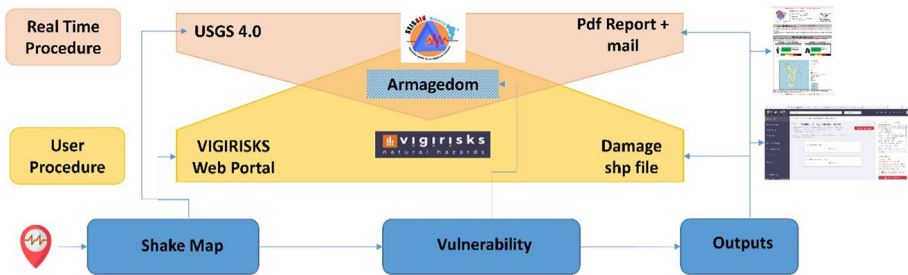 Real Time
Procedure
USGS 4.0
SEISAid
Pdf Report +
mail
Armagedom
User
Procedure
VIGIRISKS
Web Portal
vigirisks
natural hazards
Damage
shp file
Shake Map
Vulnerability
Outputs